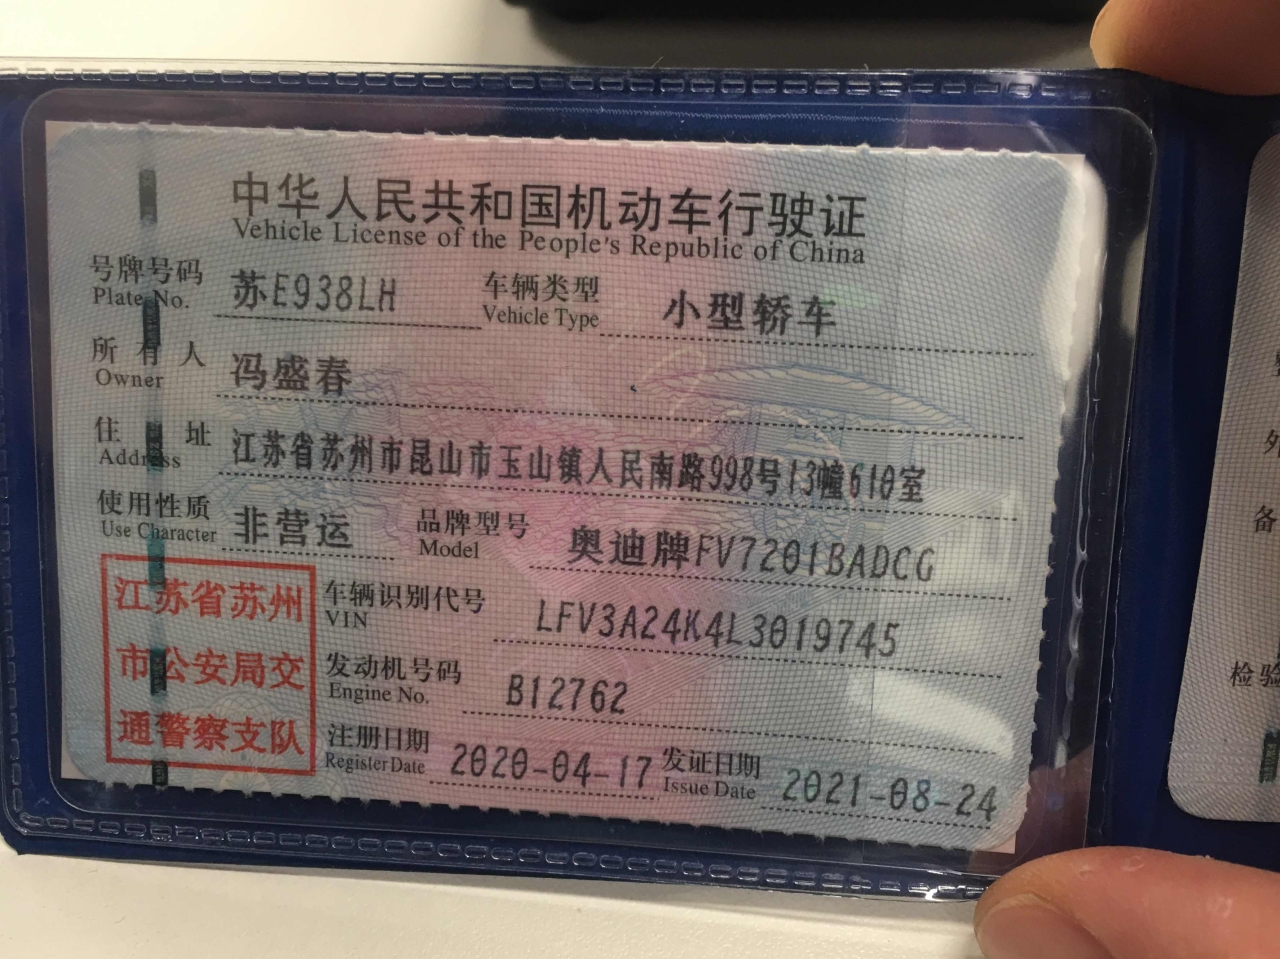 中华人民共和国机动车行驶证
Vehicle License of the People's Republic of China
号牌号码 苏E938LH 车辆类型 小型轿车
Plate No. Vehicle Type
所有人 冯盛春
Owner
住址 江苏省苏州市昆山市玉山镇人民南路998号13幢610室
Address
使用性质 非营运 品牌型号 奥迪牌FV7201BADCG
Use Character Model
江苏省苏州
市公安局交
通警察支队
车辆识别代号 LFV3A24K4L3019745
VIN
发动机号码 B12762
Engine No.
注册日期 2020-04-17 发证日期 2021-08-24
Register Date Issue Date
外
备
检验